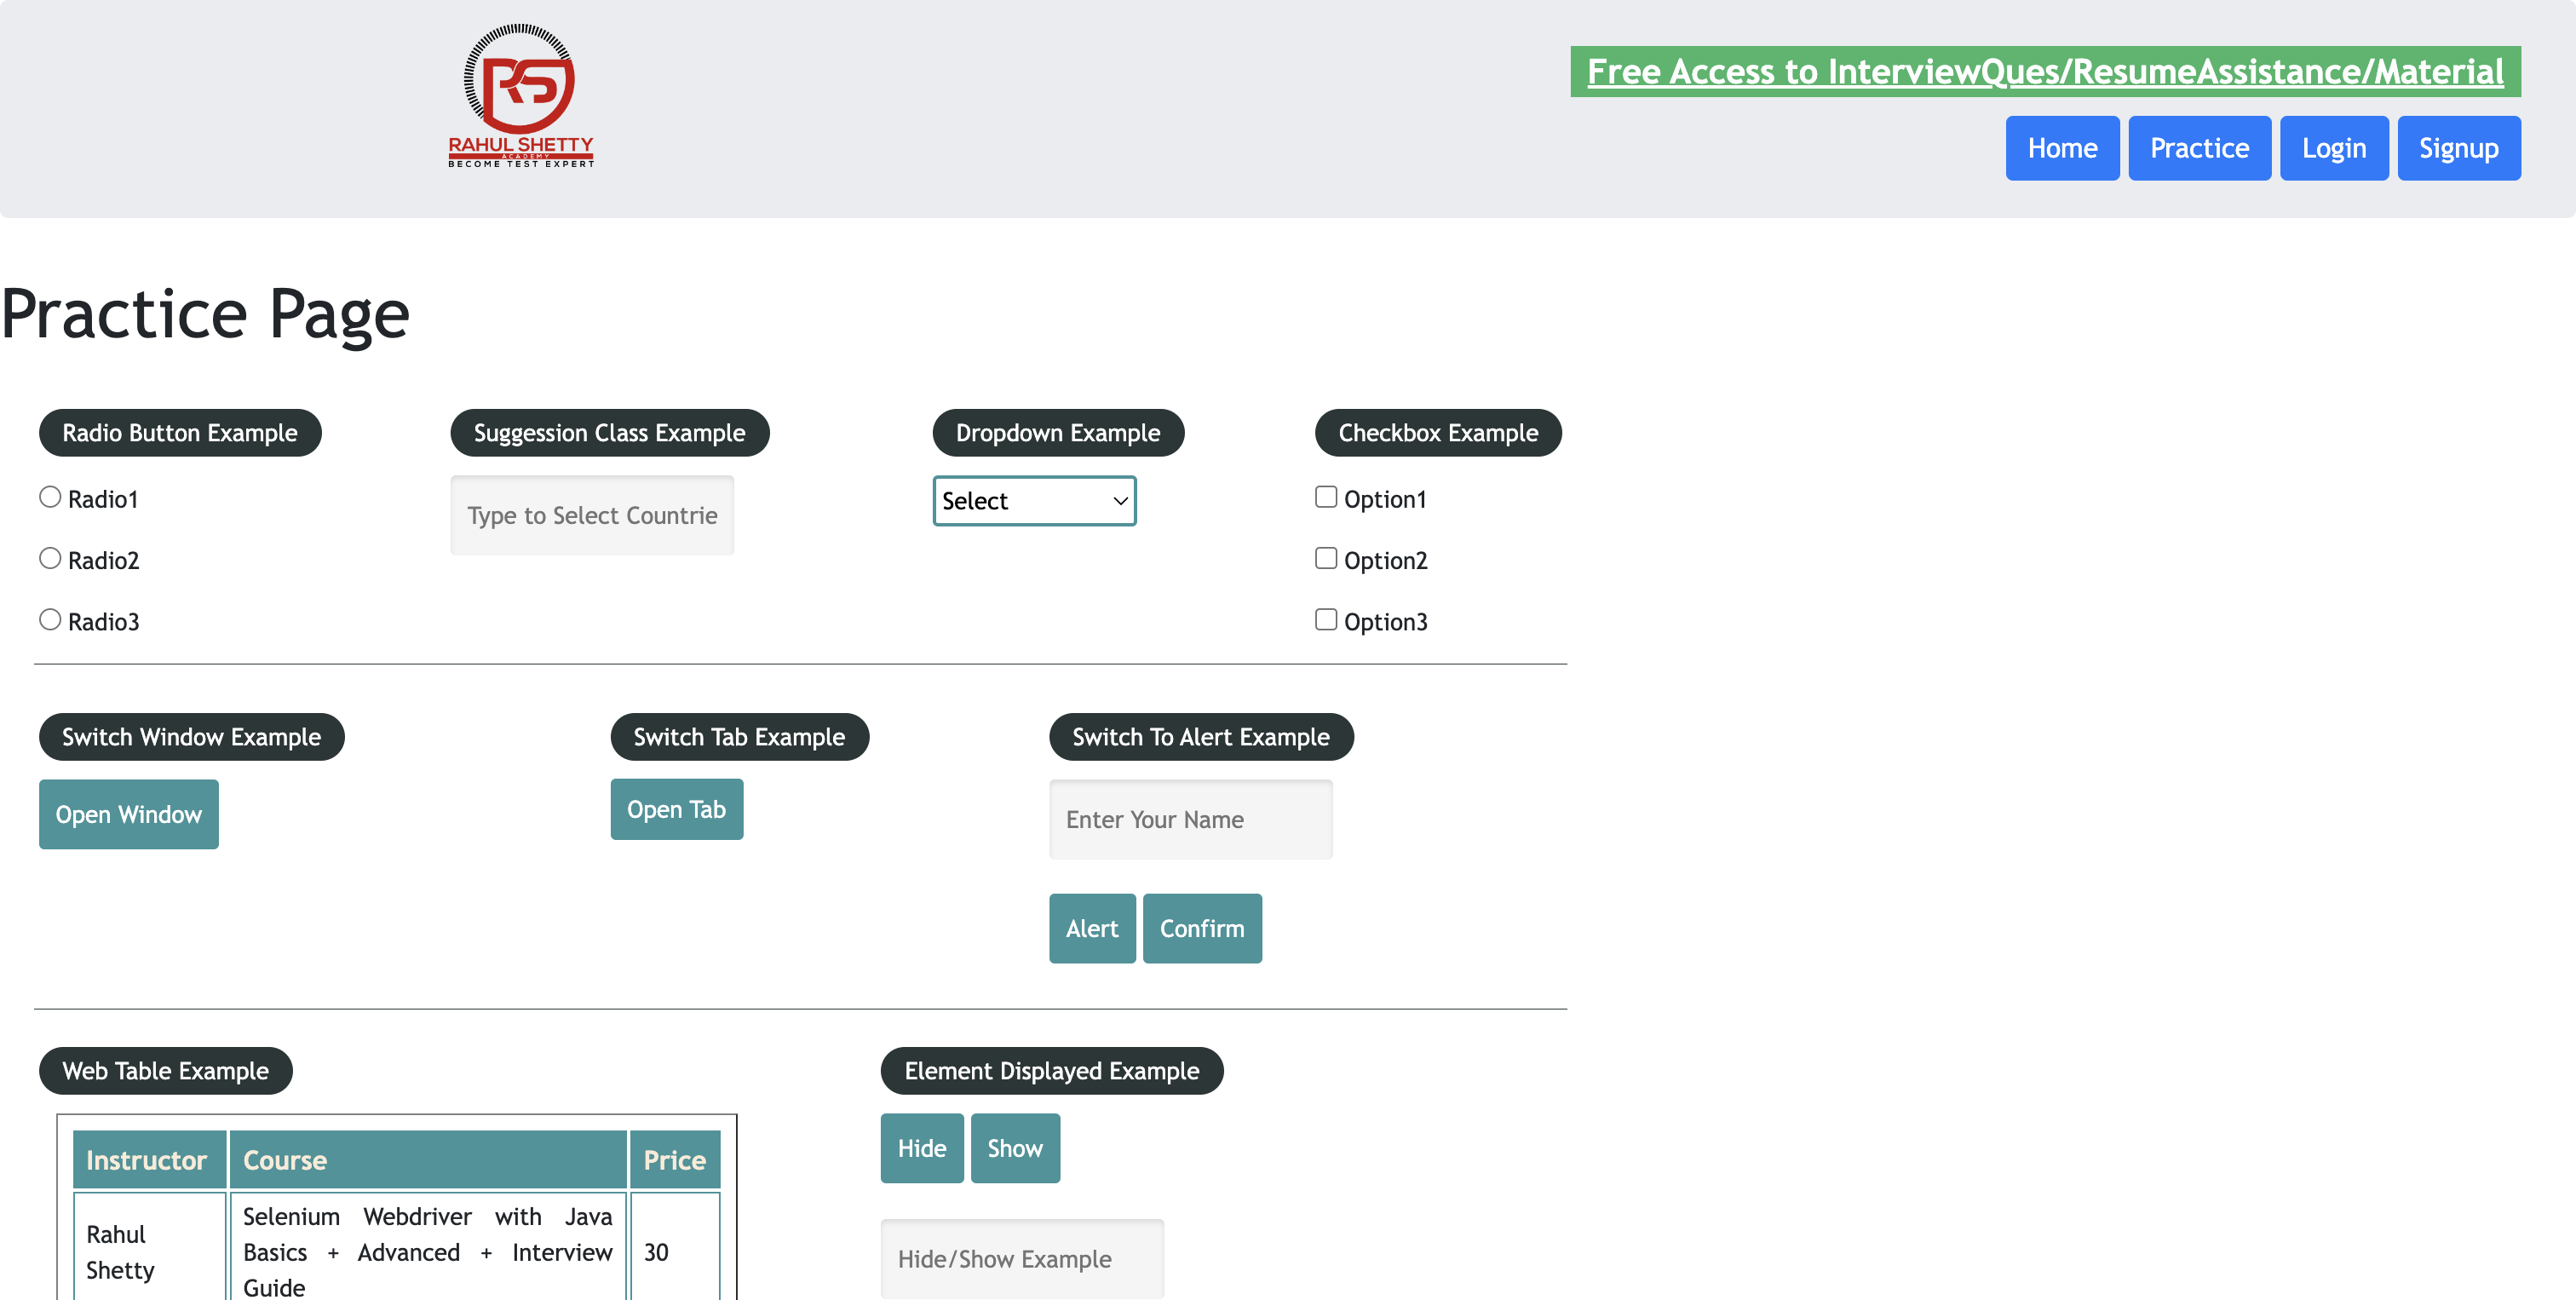 RS
RAHUL SHETTY
ACADEMY
BECOME TEST EXPERT
Free Access to InterviewQues/ResumeAssistance/Material
Home Practice Login Signup
Practice Page
Radio Button Example
Radio1
Radio2
Radio3
Suggession Class Example
Type to Select Countrie
Dropdown Example
Select
Checkbox Example
Option1
Option2
Option3
Switch Window Example
Open Window
Switch Tab Example
Open Tab
Switch To Alert Example
Enter Your Name
Alert Confirm
Web Table Example
Instructor Course Price
Rahul
Shetty
Selenium Webdriver with Java
Basics + Advanced + Interview
Guide
30
Element Displayed Example
Hide Show
Hide/Show Example